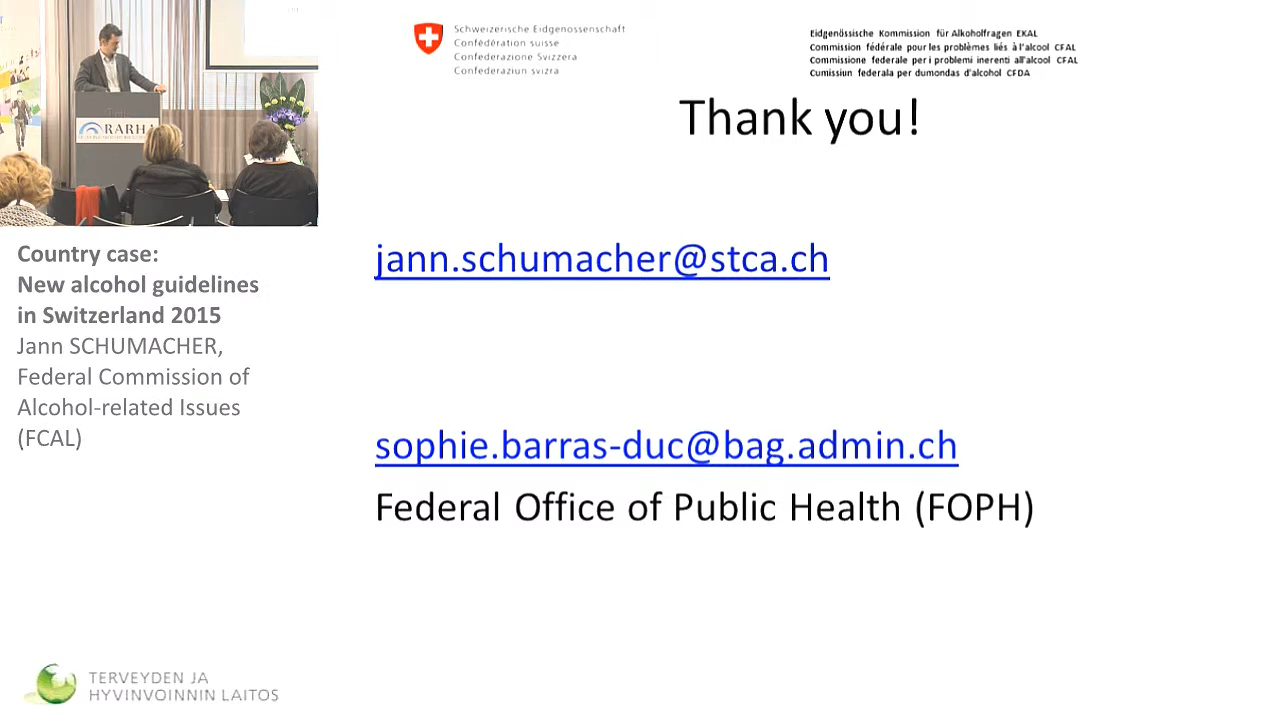 RARHA
Country case:
New alcohol guidelines
in Switzerland 2015
Jann SCHUMACHER,
Federal Commission of
Alcohol-related Issues
(FCAL)
TERVEYDEN JA
HYVINVOINNIN LAITOS
Schweizerische Eidgenossenschaft
Confédération suisse
Confederazione Svizzera
Confederaziun svizra
Eidgenössische Kommission für Alkoholfragen EKAL
Commission fédérale pour les problèmes liés à l'alcool CFAL
Commissione federale per i problemi inerenti all'alcool CFAL
Cumissiun federala per dumondas d'alcohol CFDA
Thank you!
jann.schumacher@stca.ch
sophie.barras-duc@bag.admin.ch
Federal Office of Public Health (FOPH)